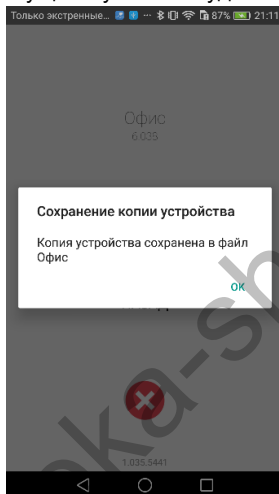 Только экстренные… 87% 21:11
Офис
6.035
Сохранение копии устройства
Копия устройства сохранена в файл
Офис
ОК
1.035.5441